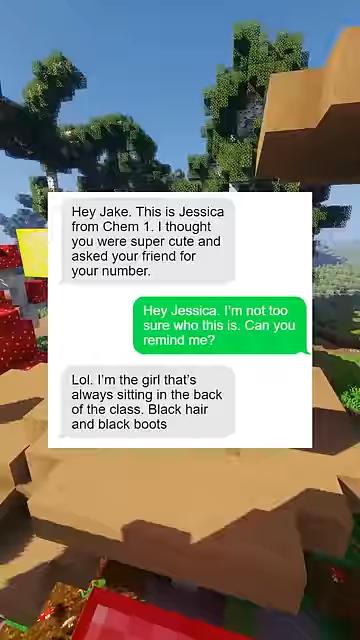 Hey Jake. This is Jessica
from Chem 1. I thought
you were super cute and
asked your friend for
your number.
Hey Jessica. I'm not too
sure who this is. Can you
remind me?
Lol. I'm the girl that's
always sitting in the back
of the class. Black hair
and black boots